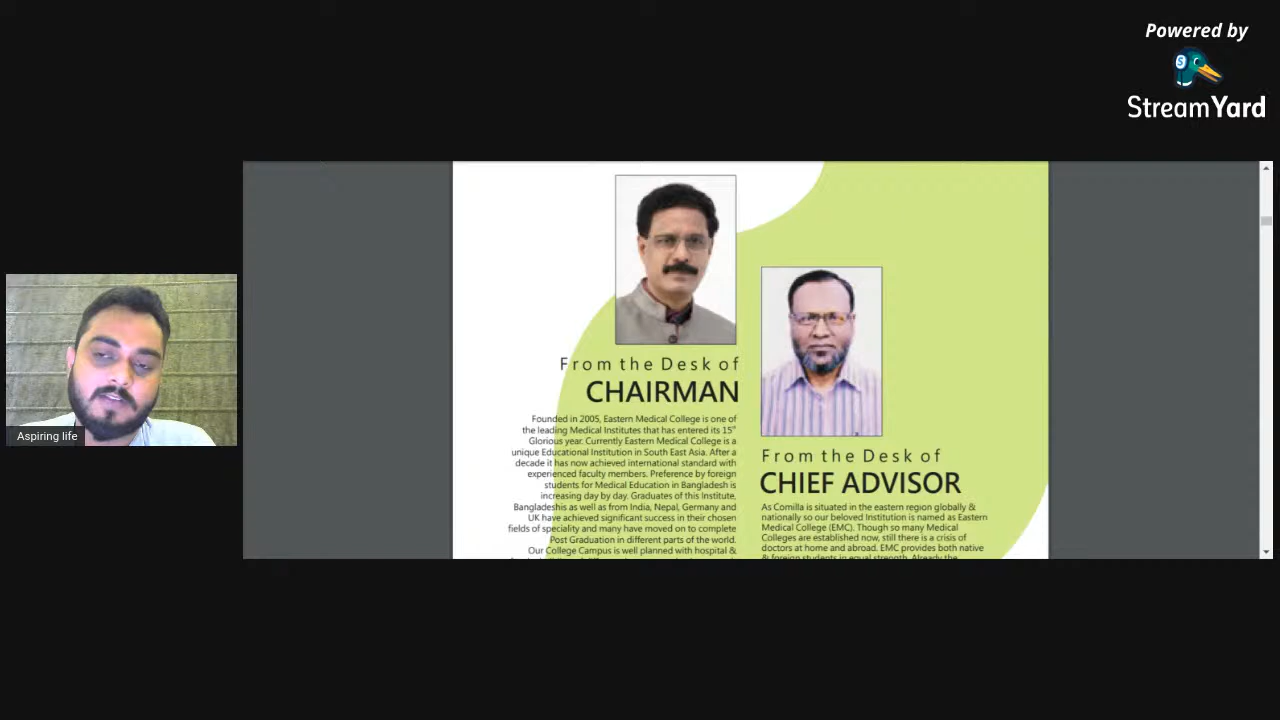 Powered by
StreamYard
Aspiring life
From the Desk of
CHAIRMAN
Founded in 2005, Eastern Medical College is one of
the leading Medical Institutes that has entered its 15th
Glorious year. Currently Eastern Medical College is a
unique Educational Institution in South East Asia. After a
decade it has now achieved international standard with
experienced faculty members. Preference by foreign
students for Medical Education in Bangladesh is
increasing day by day. Graduates of this Institute,
Bangladeshis as well as from India, Nepal, Germany and
UK have achieved significant success in their chosen
fields of speciality and many have moved on to complete
Post Graduation in different parts of the world.
Our College Campus is well planned with hospital &
From the Desk of
CHIEF ADVISOR
As Comilla is situated in the eastern region globally &
nationally so our beloved Institution is named as Eastern
Medical College (EMC). Though so many Medical
Colleges are established now, still there is a crisis of
doctors at home and abroad. EMC provides both native
& foreign students in equal strength. Already the